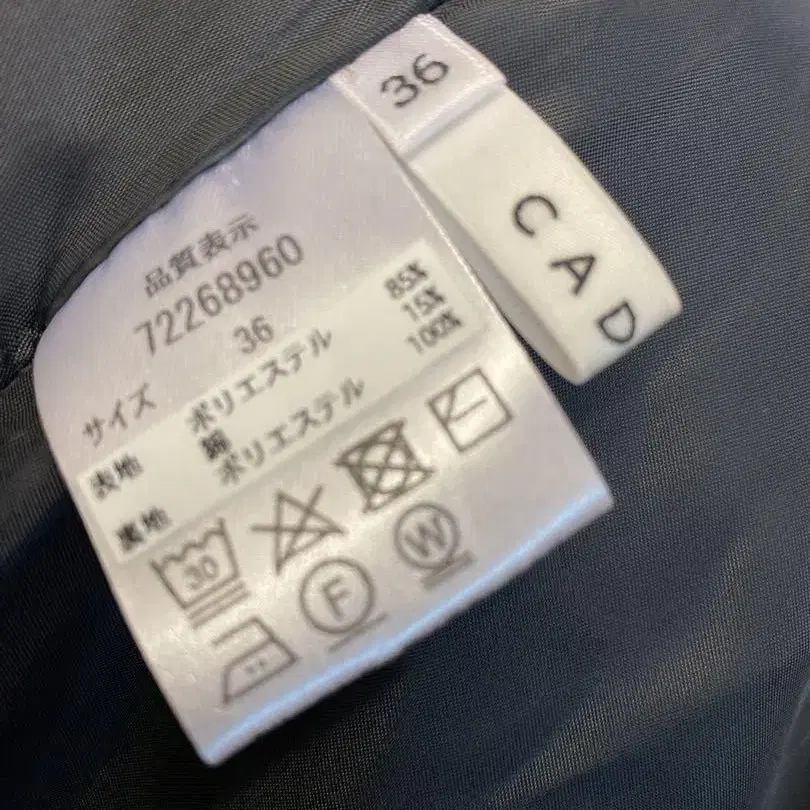 36
CAD
品質表示
72268960
サイズ 36
表地 ポリエステル 85%
綿 15%
裏地 ポリエステル 100%
30
F
W